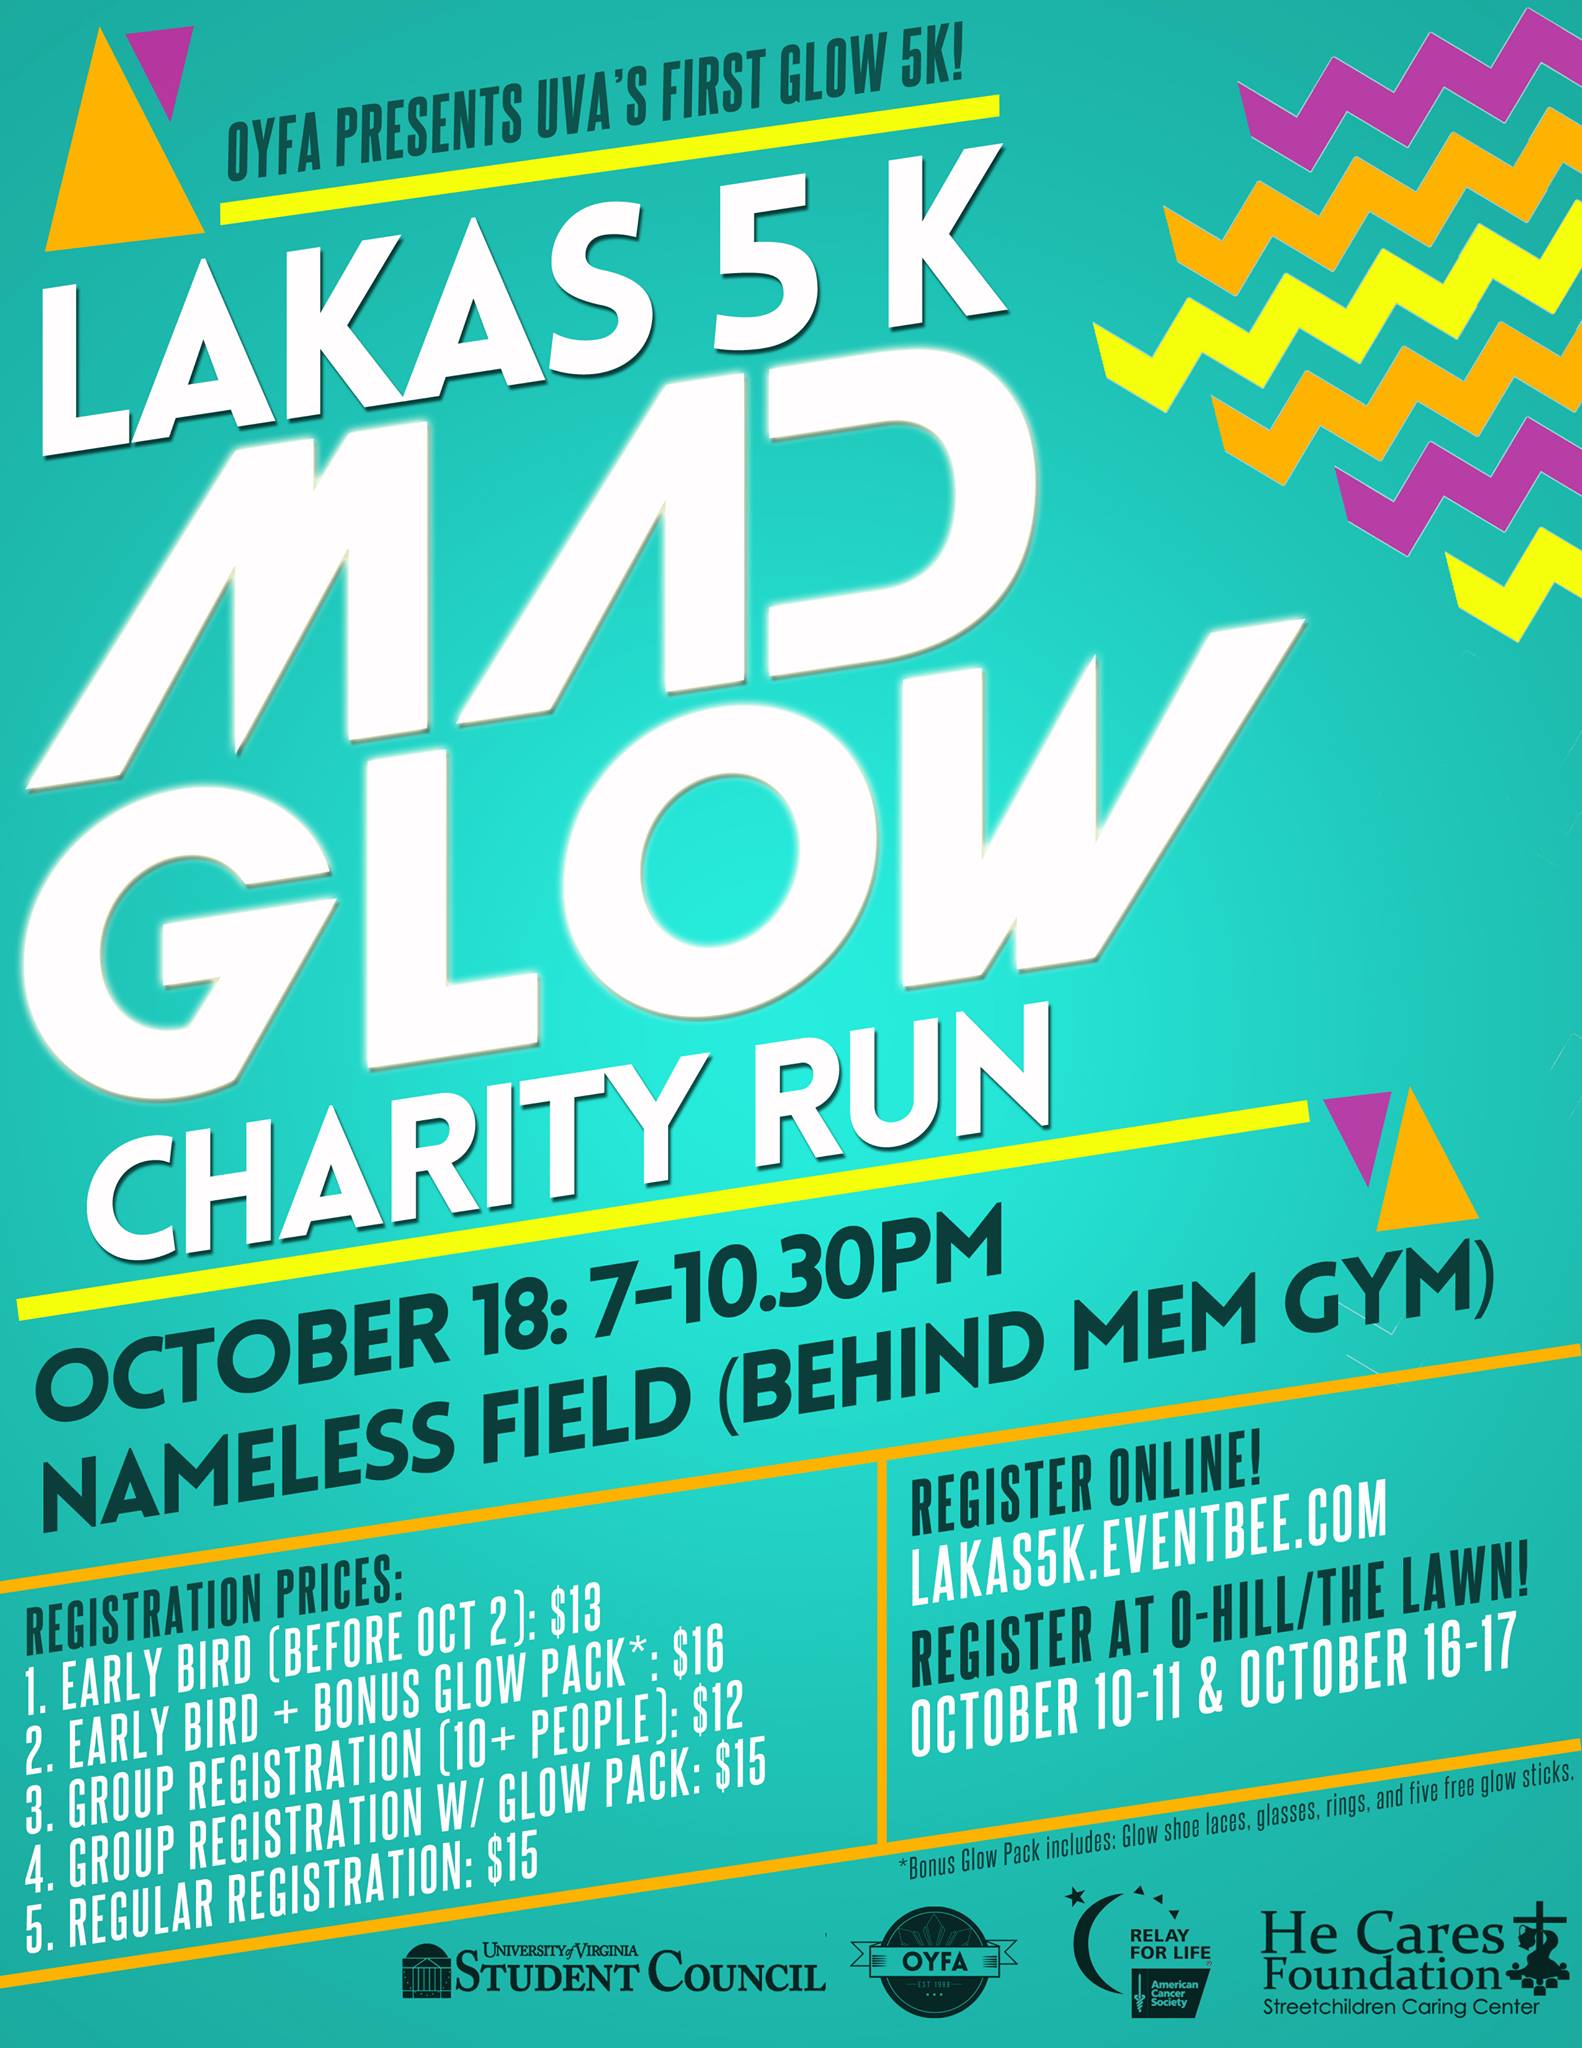 OYFA PRESENTS UVA'S FIRST GLOW 5K!
LAKAS 5K
MAD
GLOW
CHARITY RUN
OCTOBER 18: 7-10.30PM
NAMELESS FIELD (BEHIND MEM GYM)
REGISTRATION PRICES:
1. EARLY BIRD (BEFORE OCT 2): $13
2. EARLY BIRD + BONUS GLOW PACK*: $16
3. GROUP REGISTRATION (10+ PEOPLE): $12
4. GROUP REGISTRATION W/ GLOW PACK: $15
5. REGULAR REGISTRATION: $15
REGISTER ONLINE!
LAKAS5K.EVENTBEE.COM
REGISTER AT O-HILL/THE LAWN!
OCTOBER 10-11 & OCTOBER 16-17
*Bonus Glow Pack includes: Glow shoe laces, glasses, rings, and five free glow sticks.
UNIVERSITY of VIRGINIA
STUDENT COUNCIL
OYFA
EST 1988
RELAY
FOR LIFE
American
Cancer
Society
He Cares
Foundation
Streetchildren Caring Center